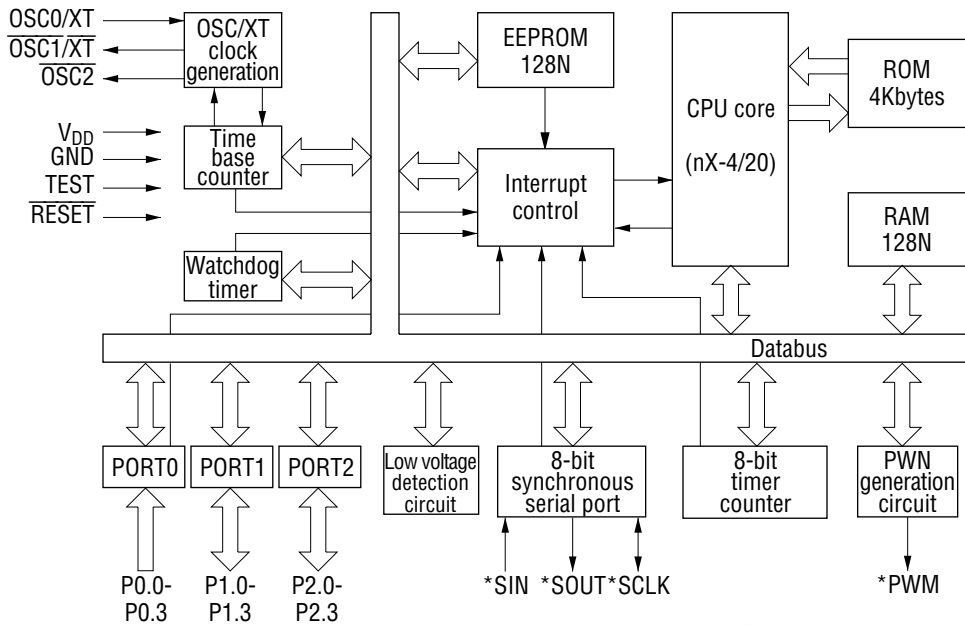 OSC0/XT
OSC1/XT
OSC2
OSC/XT
clock
generation
VDD
GND
TEST
RESET
Time
base
counter
Watchdog
timer
EEPROM
128N
Interrupt
control
CPU core
(nX-4/20)
ROM
4Kbytes
RAM
128N
Databus
PORT0
PORT1
PORT2
Low voltage
detection
circuit
8-bit
synchronous
serial port
8-bit
timer
counter
PWN
generation
circuit
P0.0-
P0.3
P1.0-
P1.3
P2.0-
P2.3
*SIN
*SOUT
*SCLK
*PWM